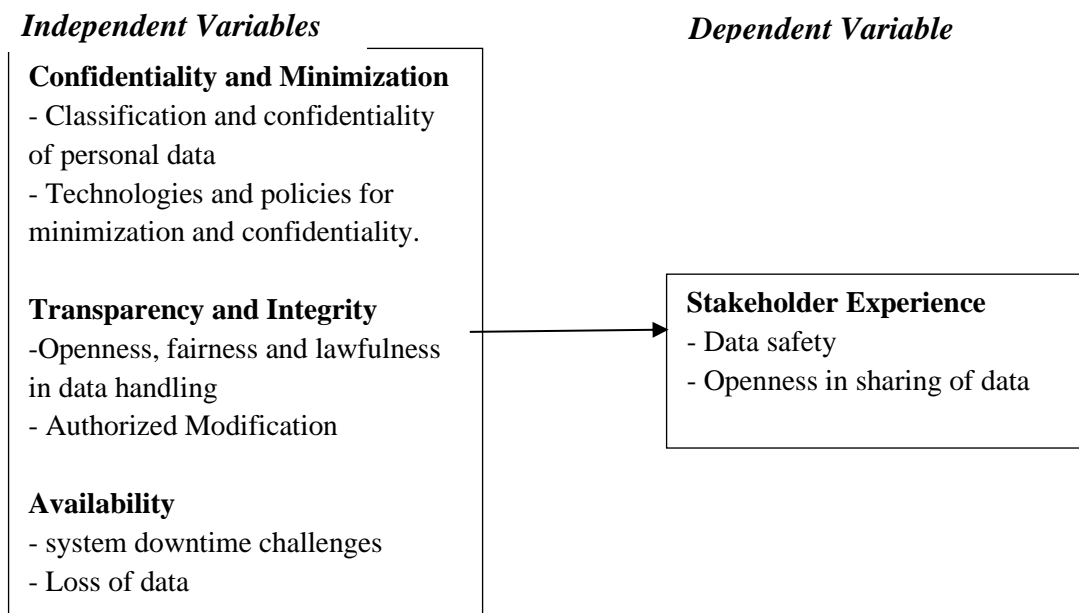 Independent Variables
Dependent Variable
Confidentiality and Minimization
- Classification and confidentiality
of personal data
- Technologies and policies for
minimization and confidentiality.
Transparency and Integrity
-Openness, fairness and lawfulness
in data handling
- Authorized Modification
Availability
- system downtime challenges
- Loss of data
Stakeholder Experience
- Data safety
- Openness in sharing of data